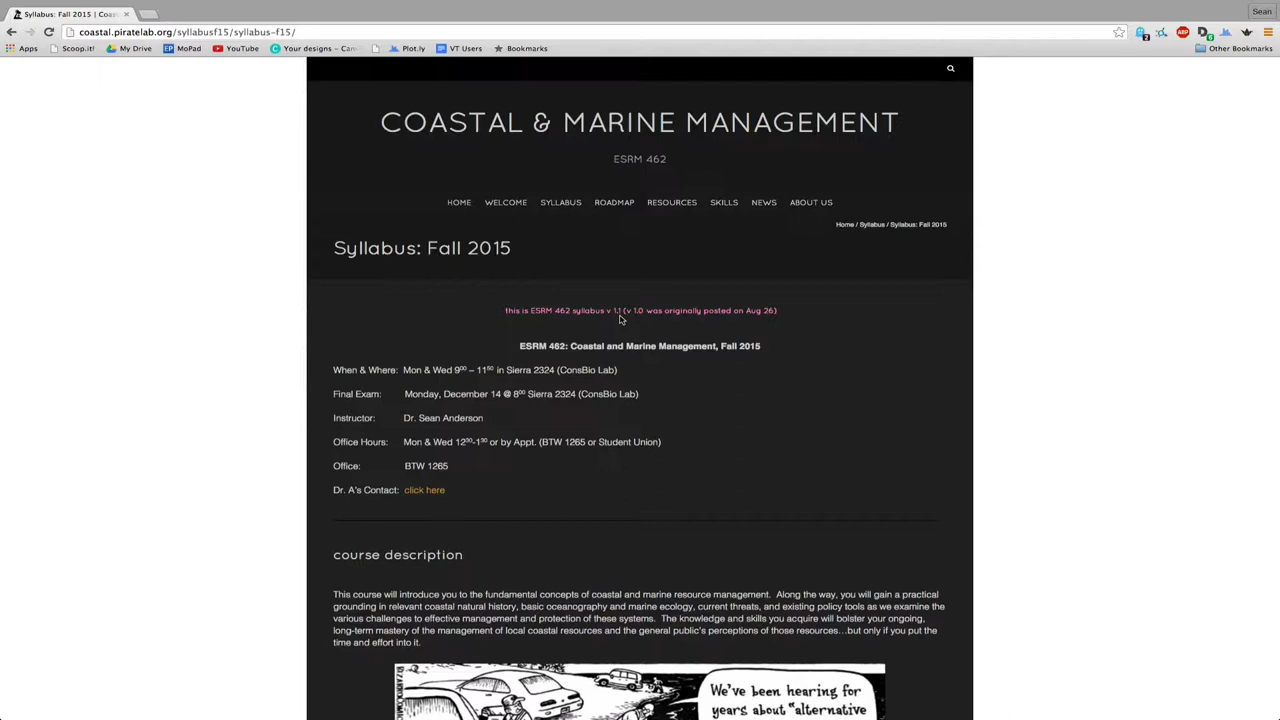 Syllabus: Fall 2015 | Coas
Sean
coastal.piratelab.org/syllabusf15/syllabus-f15/
Apps Scoop.it! My Drive MoPad YouTube Your designs – Can Plot.ly VT Users Bookmarks Other Bookmarks
COASTAL & MARINE MANAGEMENT
ESRM 462
HOME WELCOME SYLLABUS ROADMAP RESOURCES SKILLS NEWS ABOUT US
Home / Syllabus / Syllabus: Fall 2015
Syllabus: Fall 2015
this is ESRM 462 syllabus v 1.1 (v 1.0 was originally posted on Aug 26)
ESRM 462: Coastal and Marine Management, Fall 2015
When & Where: Mon & Wed 9⁰⁰ – 11⁵⁰ in Sierra 2324 (ConsBio Lab)
Final Exam: Monday, December 14 @ 8⁰⁰ Sierra 2324 (ConsBio Lab)
Instructor: Dr. Sean Anderson
Office Hours: Mon & Wed 12³⁰-1³⁰ or by Appt. (BTW 1265 or Student Union)
Office: BTW 1265
Dr. A's Contact: click here
course description
This course will introduce you to the fundamental concepts of coastal and marine resource management. Along the way, you will gain a practical
grounding in relevant coastal natural history, basic oceanography and marine ecology, current threats, and existing policy tools as we examine the
various challenges to effective management and protection of these systems. The knowledge and skills you acquire will bolster your ongoing,
long-term mastery of the management of local coastal resources and the general public's perceptions of those resources…but only if you put the
time and effort into it.
We've been hearing for
years about "alternative